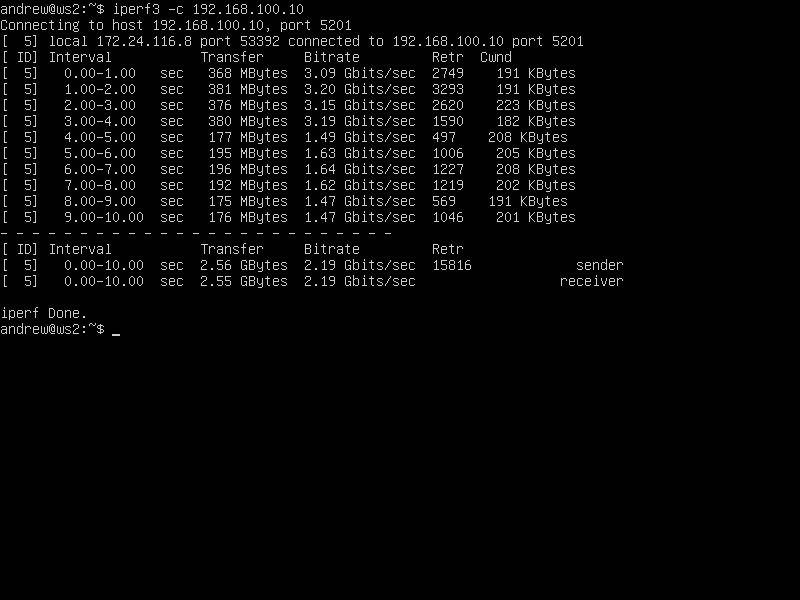 andrew@ws2:~$ iperf3 -c 192.168.100.10
Connecting to host 192.168.100.10, port 5201
[  5] local 172.24.116.8 port 53392 connected to 192.168.100.10 port 5201
[ ID] Interval           Transfer     Bitrate         Retr  Cwnd
[  5]   0.00-1.00   sec   368 MBytes  3.09 Gbits/sec  2749    191 KBytes
[  5]   1.00-2.00   sec   381 MBytes  3.20 Gbits/sec  3293    191 KBytes
[  5]   2.00-3.00   sec   376 MBytes  3.15 Gbits/sec  2620    223 KBytes
[  5]   3.00-4.00   sec   380 MBytes  3.19 Gbits/sec  1590    182 KBytes
[  5]   4.00-5.00   sec   177 MBytes  1.49 Gbits/sec  497    208 KBytes
[  5]   5.00-6.00   sec   195 MBytes  1.63 Gbits/sec  1006    205 KBytes
[  5]   6.00-7.00   sec   196 MBytes  1.64 Gbits/sec  1227    208 KBytes
[  5]   7.00-8.00   sec   192 MBytes  1.62 Gbits/sec  1219    202 KBytes
[  5]   8.00-9.00   sec   175 MBytes  1.47 Gbits/sec  569    191 KBytes
[  5]   9.00-10.00  sec   176 MBytes  1.47 Gbits/sec  1046    201 KBytes
- - - - - - - - - - - - - - - - - - - - - - - - -
[ ID] Interval           Transfer     Bitrate         Retr
[  5]   0.00-10.00  sec  2.56 GBytes  2.19 Gbits/sec  15816             sender
[  5]   0.00-10.00  sec  2.55 GBytes  2.19 Gbits/sec                  receiver
iperf Done.
andrew@ws2:~$ _